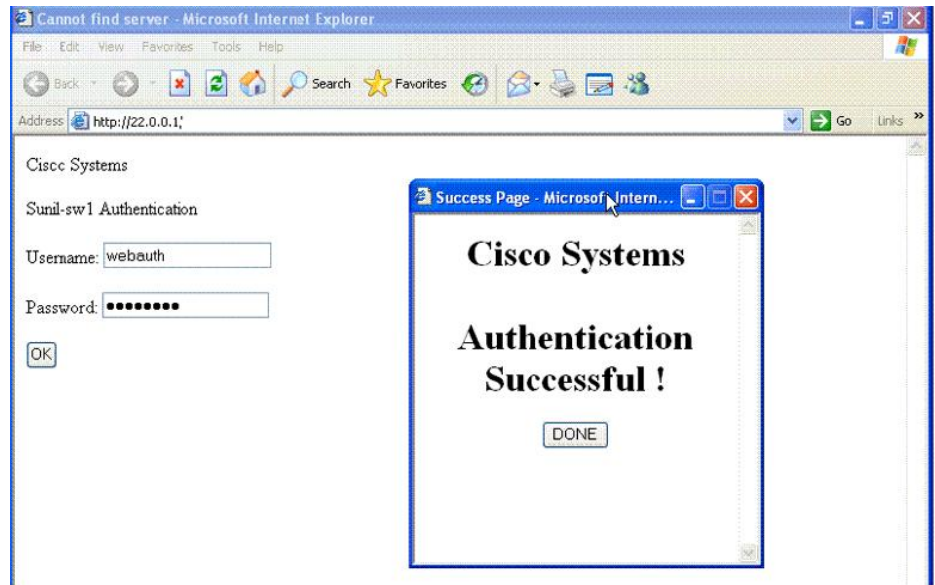 Cannot find server - Microsoft Internet Explorer
File Edit View Favorites Tools Help
Back Search Favorites
Address http://22.0.0.1; Go Links »
Ciscc Systems
Sunil-sw1 Authentication
Username: webauth
Password: ●●●●●●●●
OK
Success Page - Microsoft Intern...
Cisco Systems
Authentication
Successful !
DONE